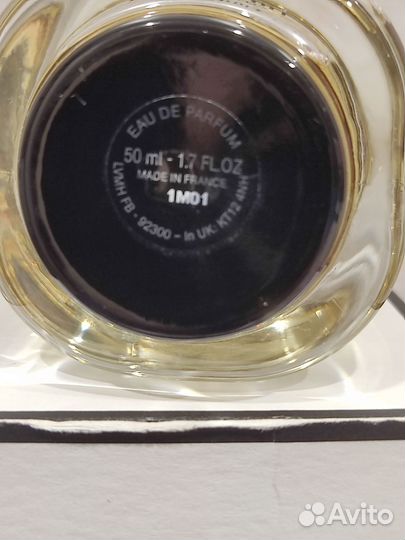 EAU DE PARFUM
50 ml - 1.7 FL.OZ
MADE IN FRANCE
1M01
LVMH FB - 92300 - in UK: KT12 4NH
Avito